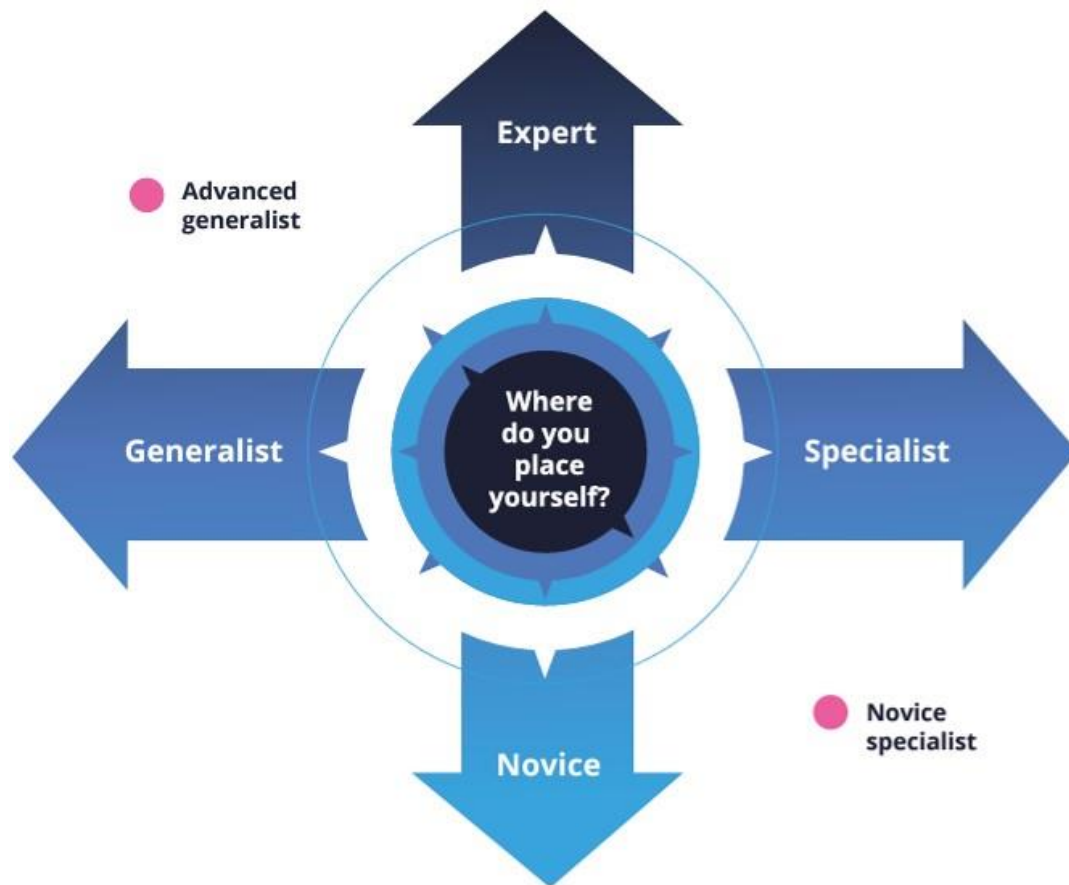 Expert
Advanced
generalist
Generalist
Where
do you
place
yourself?
Specialist
Novice
specialist
Novice